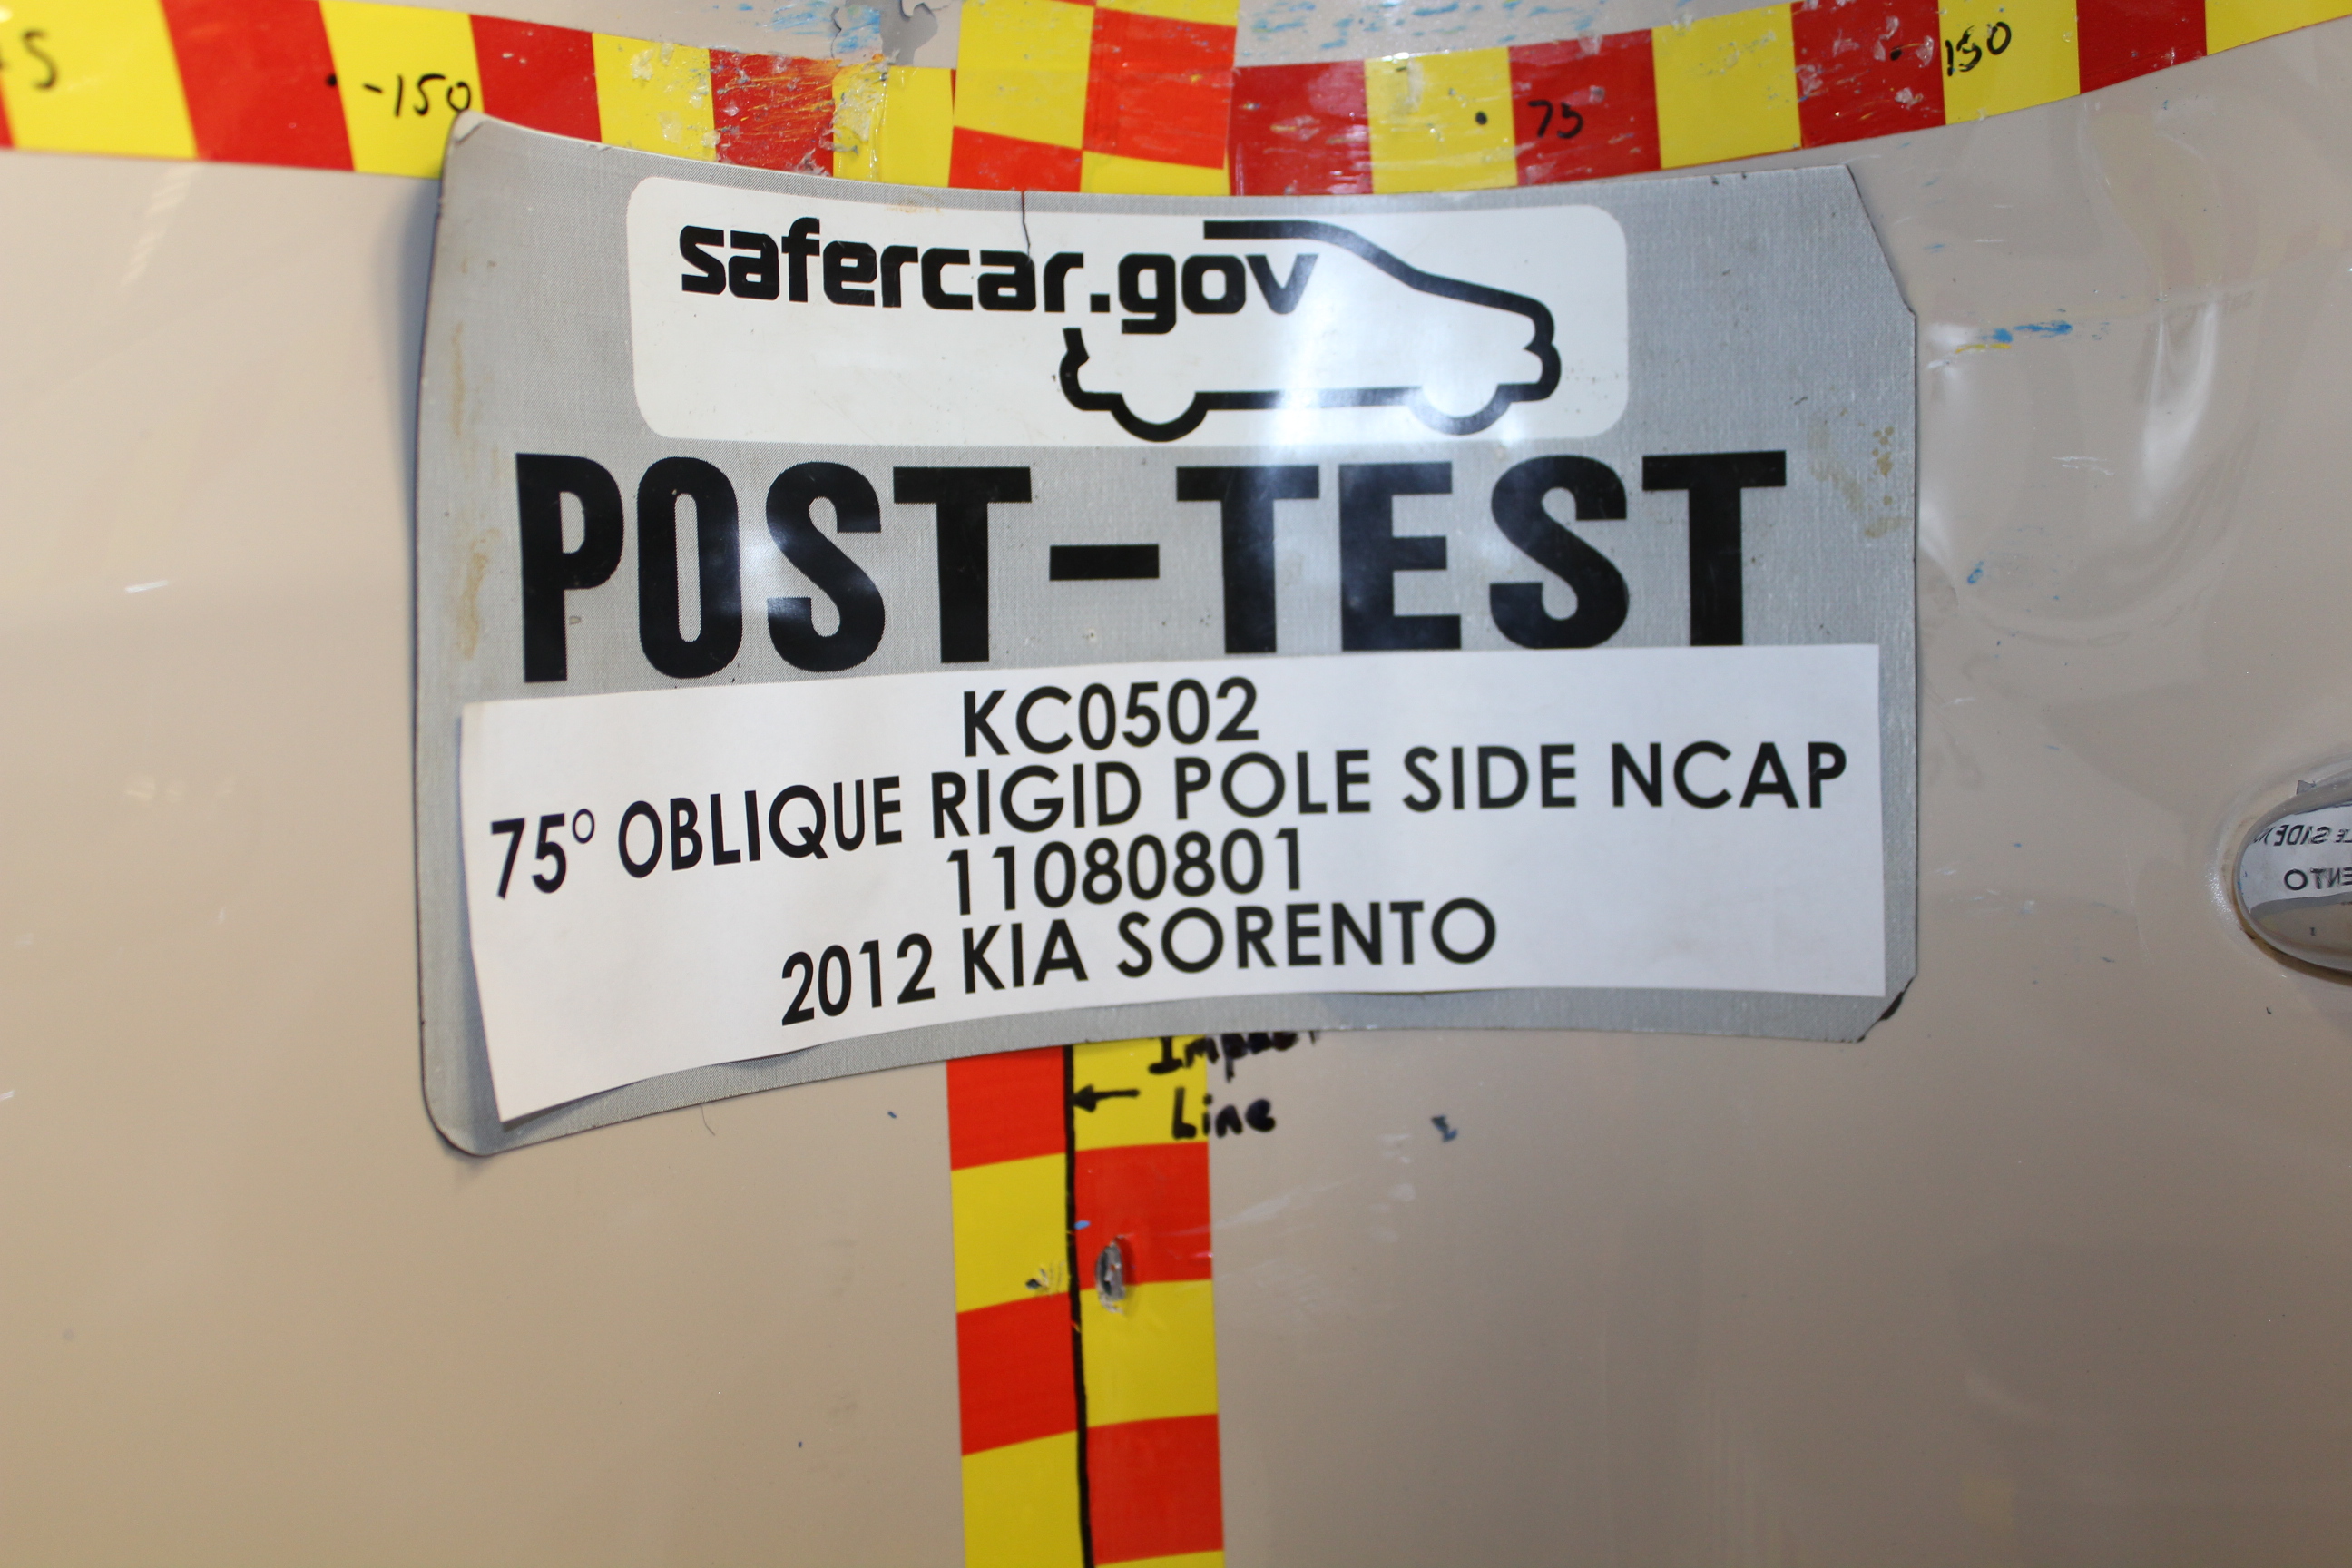 -150
75
150
safercar.gov
POST-TEST
KC0502
75° OBLIQUE RIGID POLE SIDE NCAP
11080801
2012 KIA SORENTO
Impact
Line